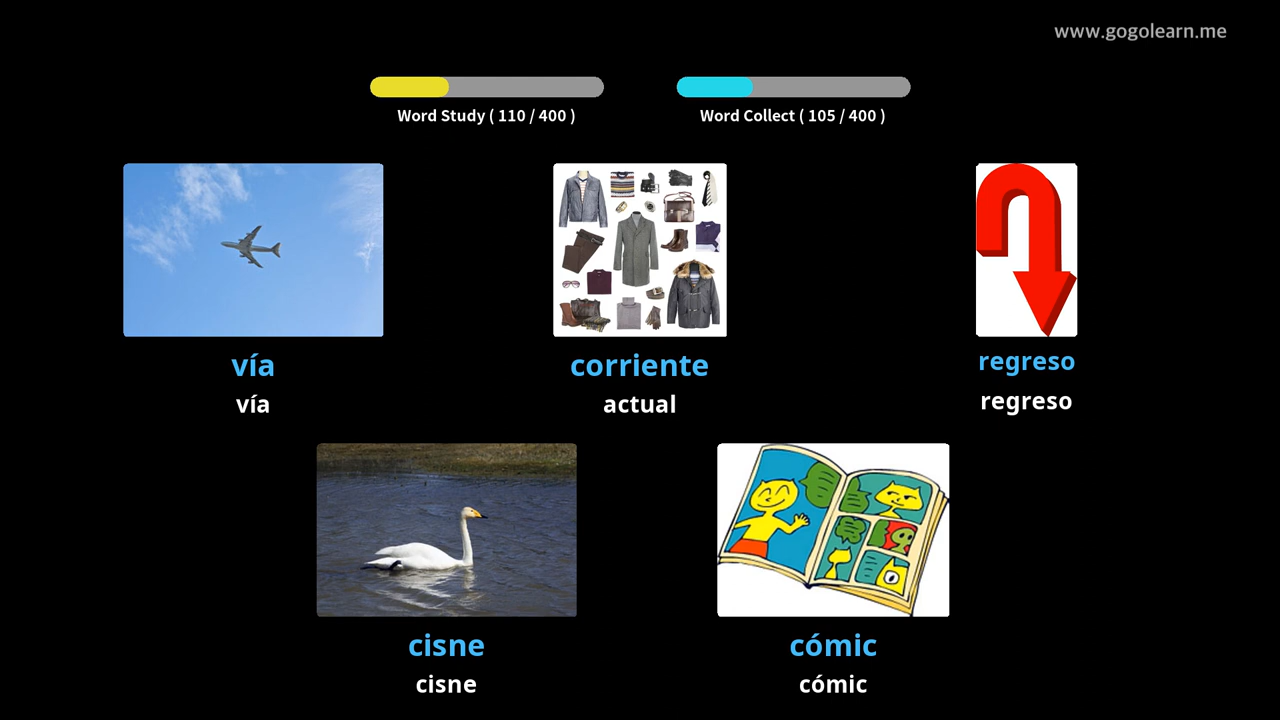 www.gogolearn.me
Word Study ( 110 / 400 )
Word Collect ( 105 / 400 )
vía
vía
corriente
actual
regreso
regreso
cisne
cisne
cómic
cómic